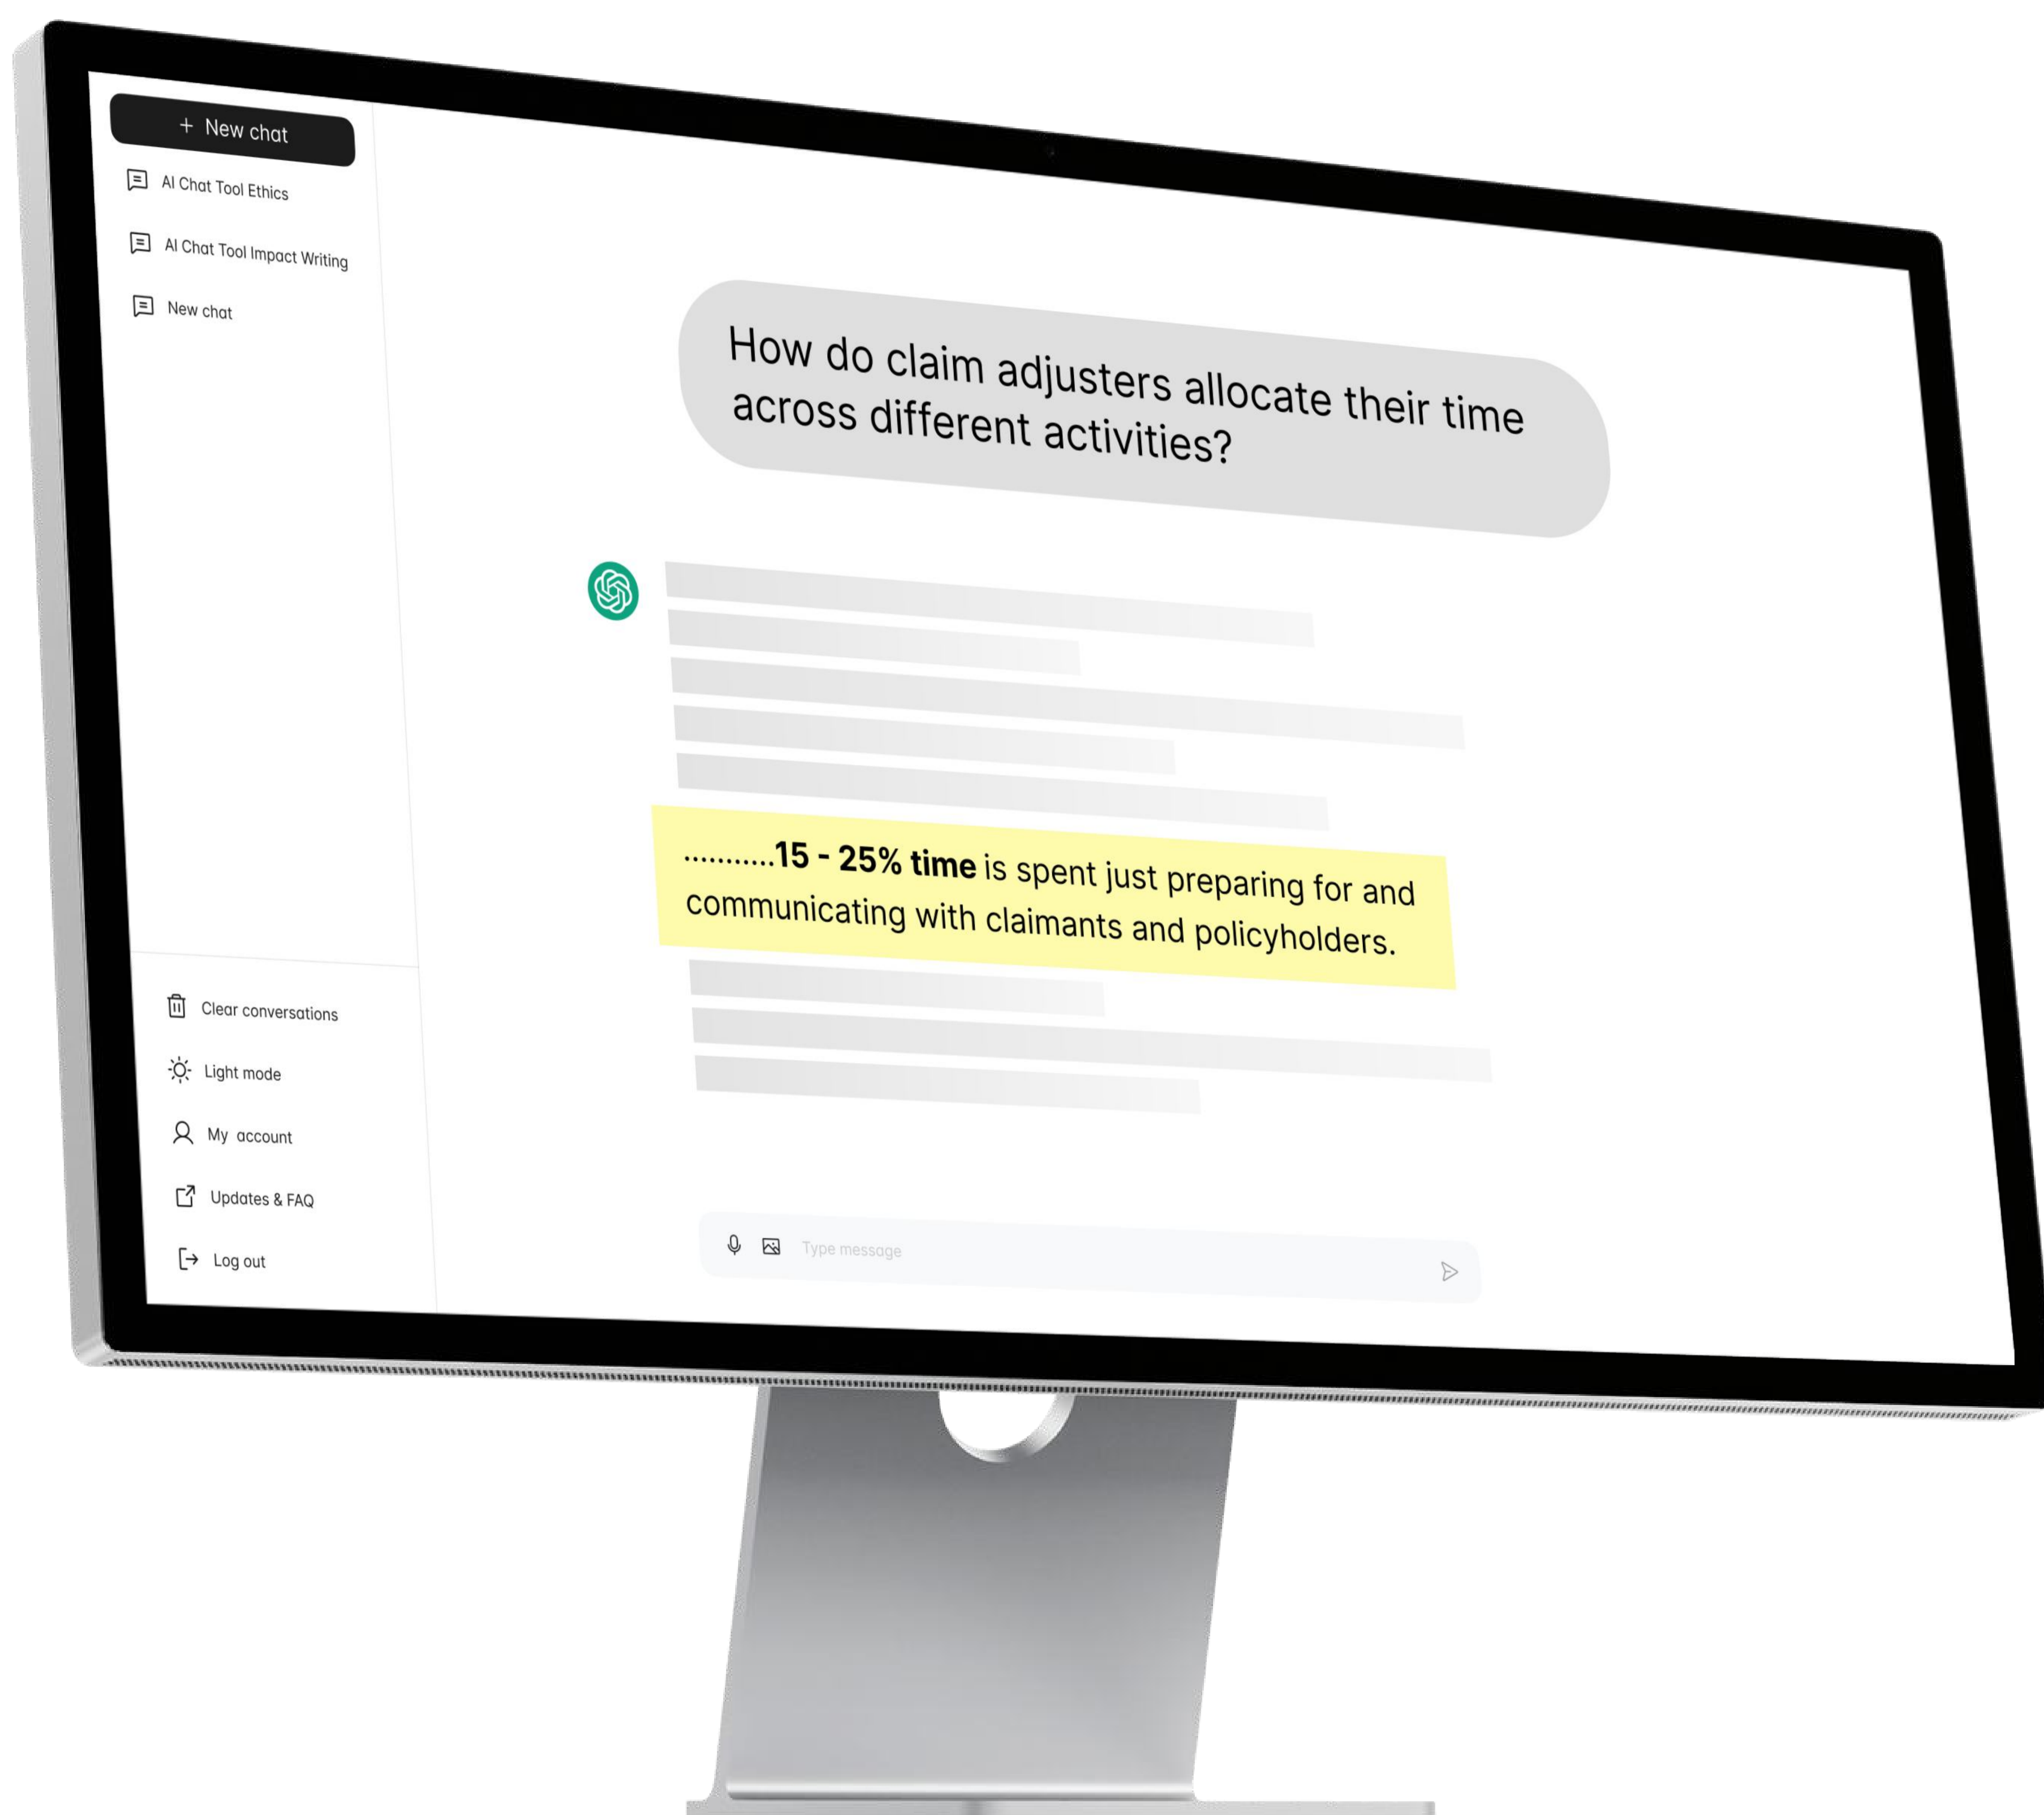 + New chat
AI Chat Tool Ethics
AI Chat Tool Impact Writing
New chat
How do claim adjusters allocate their time
across different activities?
...........15 - 25% time is spent just preparing for and
communicating with claimants and policyholders.
Clear conversations
Light mode
My account
Updates & FAQ
Log out
Type message